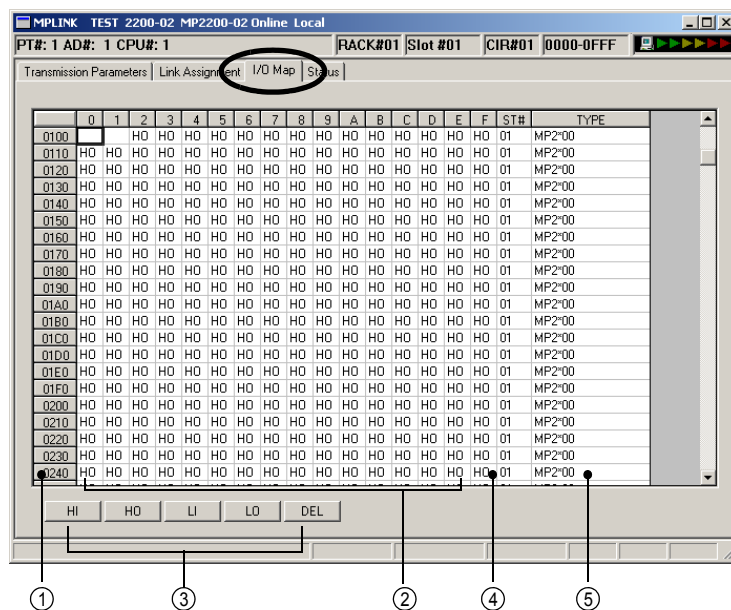 MPLINK TEST 2200-02 MP2200-02 Online Local
PT#: 1 AD#: 1 CPU#: 1 RACK#01 Slot #01 CIR#01 0000-0FFF
Transmission Parameters Link Assignment I/O Map Status
0 1 2 3 4 5 6 7 8 9 A B C D E F ST# TYPE
0100 HO HO HO HO HO HO HO HO HO HO HO HO HO HO 01 MP2*00
0110 HO HO HO HO HO HO HO HO HO HO HO HO HO HO HO HO 01 MP2*00
0120 HO HO HO HO HO HO HO HO HO HO HO HO HO HO HO HO 01 MP2*00
0130 HO HO HO HO HO HO HO HO HO HO HO HO HO HO HO HO 01 MP2*00
0140 HO HO HO HO HO HO HO HO HO HO HO HO HO HO HO HO 01 MP2*00
0150 HO HO HO HO HO HO HO HO HO HO HO HO HO HO HO HO 01 MP2*00
0160 HO HO HO HO HO HO HO HO HO HO HO HO HO HO HO HO 01 MP2*00
0170 HO HO HO HO HO HO HO HO HO HO HO HO HO HO HO HO 01 MP2*00
0180 HO HO HO HO HO HO HO HO HO HO HO HO HO HO HO HO 01 MP2*00
0190 HO HO HO HO HO HO HO HO HO HO HO HO HO HO HO HO 01 MP2*00
01A0 HO HO HO HO HO HO HO HO HO HO HO HO HO HO HO HO 01 MP2*00
01B0 HO HO HO HO HO HO HO HO HO HO HO HO HO HO HO HO 01 MP2*00
01C0 HO HO HO HO HO HO HO HO HO HO HO HO HO HO HO HO 01 MP2*00
01D0 HO HO HO HO HO HO HO HO HO HO HO HO HO HO HO HO 01 MP2*00
01E0 HO HO HO HO HO HO HO HO HO HO HO HO HO HO HO HO 01 MP2*00
01F0 HO HO HO HO HO HO HO HO HO HO HO HO HO HO HO HO 01 MP2*00
0200 HO HO HO HO HO HO HO HO HO HO HO HO HO HO HO HO 01 MP2*00
0210 HO HO HO HO HO HO HO HO HO HO HO HO HO HO HO HO 01 MP2*00
0220 HO HO HO HO HO HO HO HO HO HO HO HO HO HO HO HO 01 MP2*00
0230 HO HO HO HO HO HO HO HO HO HO HO HO HO HO HO HO 01 MP2*00
0240 HO HO HO HO HO HO HO HO HO HO HO HO HO HO HO HO 01 MP2*00
HI HO LI LO DEL
① ③ ② ④ ⑤